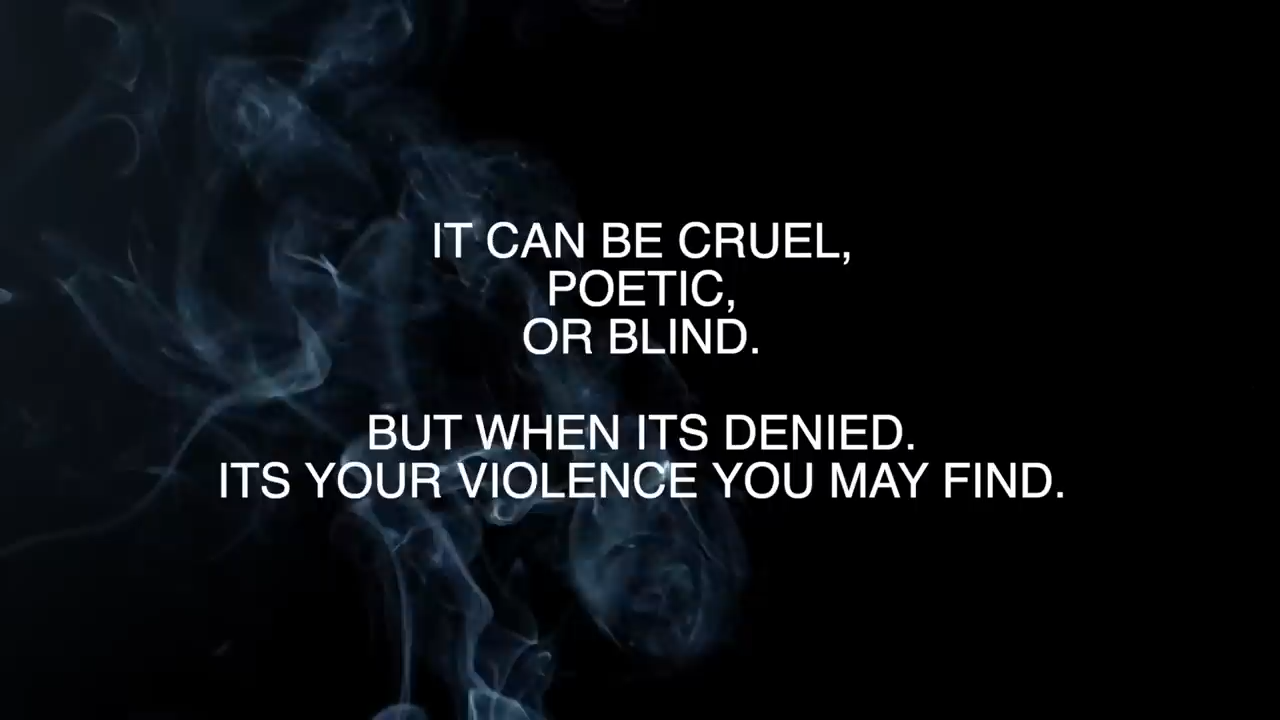 IT CAN BE CRUEL,
POETIC,
OR BLIND.
BUT WHEN ITS DENIED.
ITS YOUR VIOLENCE YOU MAY FIND.